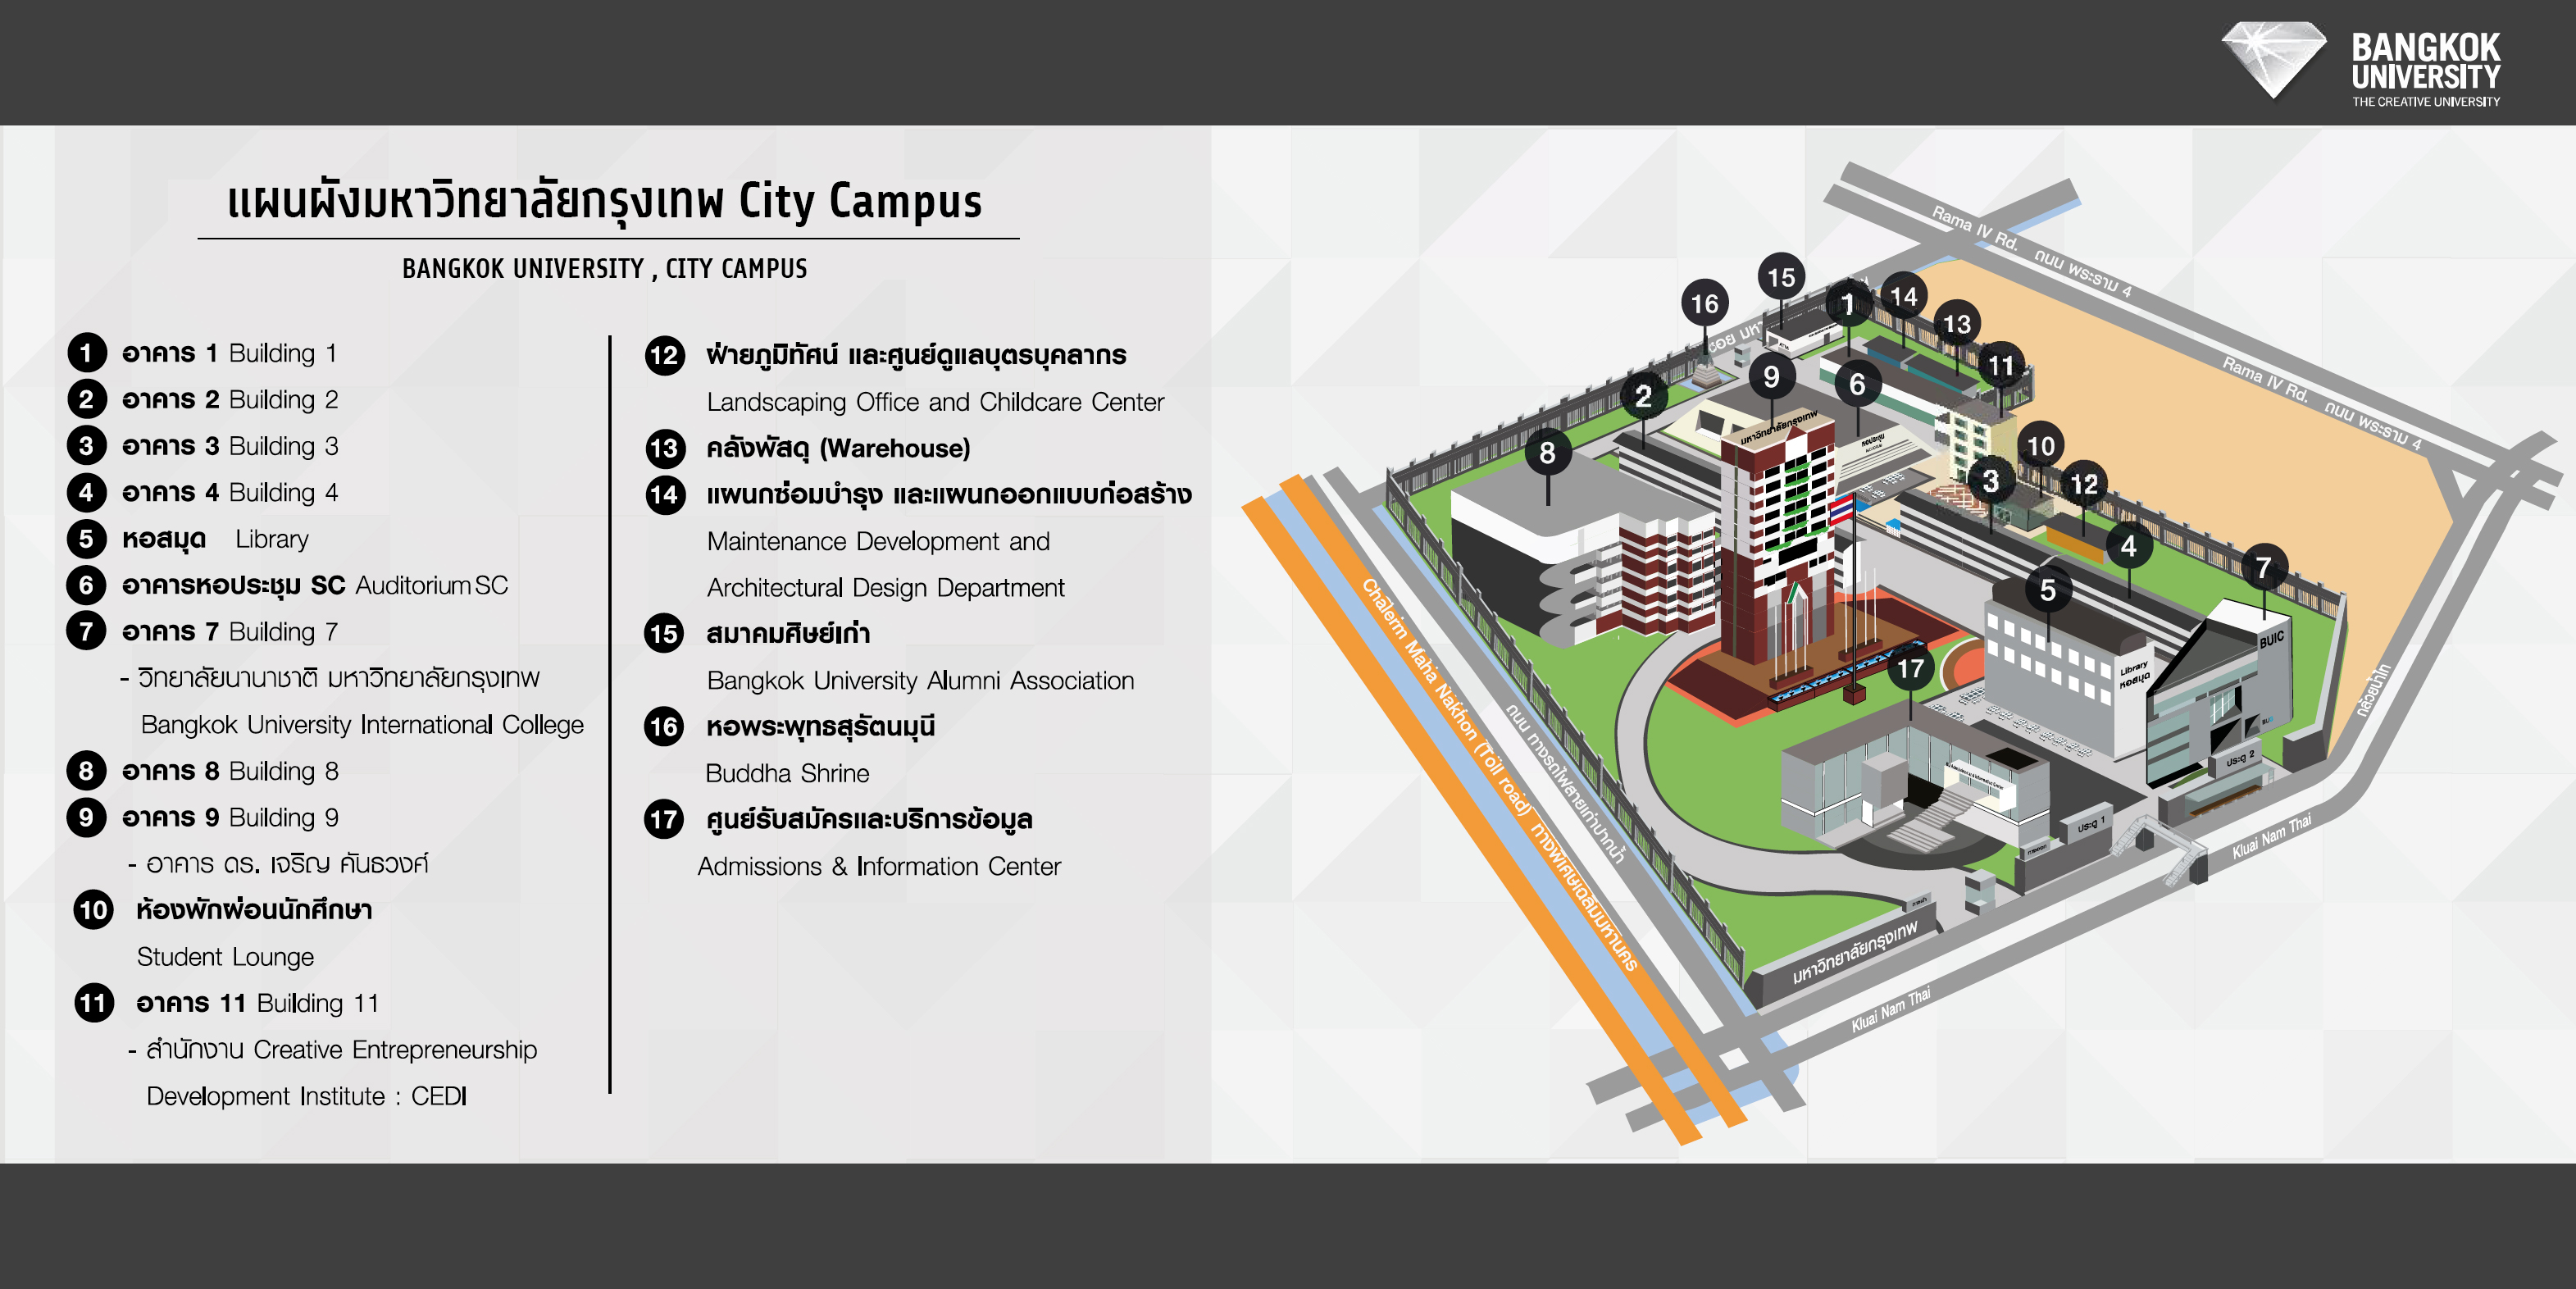 BANGKOK
UNIVERSITY
THE CREATIVE UNIVERSITY
แผนผังมหาวิทยาลัยกรุงเทพ City Campus
BANGKOK UNIVERSITY , CITY CAMPUS
1 อาคาร 1 Building 1
2 อาคาร 2 Building 2
3 อาคาร 3 Building 3
4 อาคาร 4 Building 4
5 หอสมุด Library
6 อาคารหอประชุม SC Auditorium SC
7 อาคาร 7 Building 7
- วิทยาลัยนานาชาติ มหาวิทยาลัยกรุงเทพ
Bangkok University International College
8 อาคาร 8 Building 8
9 อาคาร 9 Building 9
- อาคาร ดร. เจริญ คันธวงศ์
10 ห้องพักผ่อนนักศึกษา
Student Lounge
11 อาคาร 11 Building 11
- สำนักงาน Creative Entrepreneurship
Development Institute : CEDI
12 ฝ่ายภูมิทัศน์ และศูนย์ดูแลบุตรบุคลากร
Landscaping Office and Childcare Center
13 คลังพัสดุ (Warehouse)
14 แผนกซ่อมบำรุง และแผนกออกแบบก่อสร้าง
Maintenance Development and
Architectural Design Department
15 สมาคมศิษย์เก่า
Bangkok University Alumni Association
16 หอพระพุทธสุรัตนมุนี
Buddha Shrine
17 ศูนย์รับสมัครและบริการข้อมูล
Admissions & Information Center
Rama IV Rd. ถนน พระราม 4
Rama IV Rd. ถนน พระราม 4
ซอย มหา
15
1
14
16
13
11
9
6
2
10
8
3
12
4
7
5
17
มหาวิทยาลัยกรุงเทพ
หอประชุม
BUIC
Library
หอสมุด
กล้วยน้ำไท
ประตู 2
ประตู 1
Kluai Nam Thai
Kluai Nam Thai
มหาวิทยาลัยกรุงเทพ
Chalerm Maha Nakhon (Toll road) ทางพิเศษเฉลิมมหานคร
ถนน ทางรถไฟสายเก่าปากน้ำ